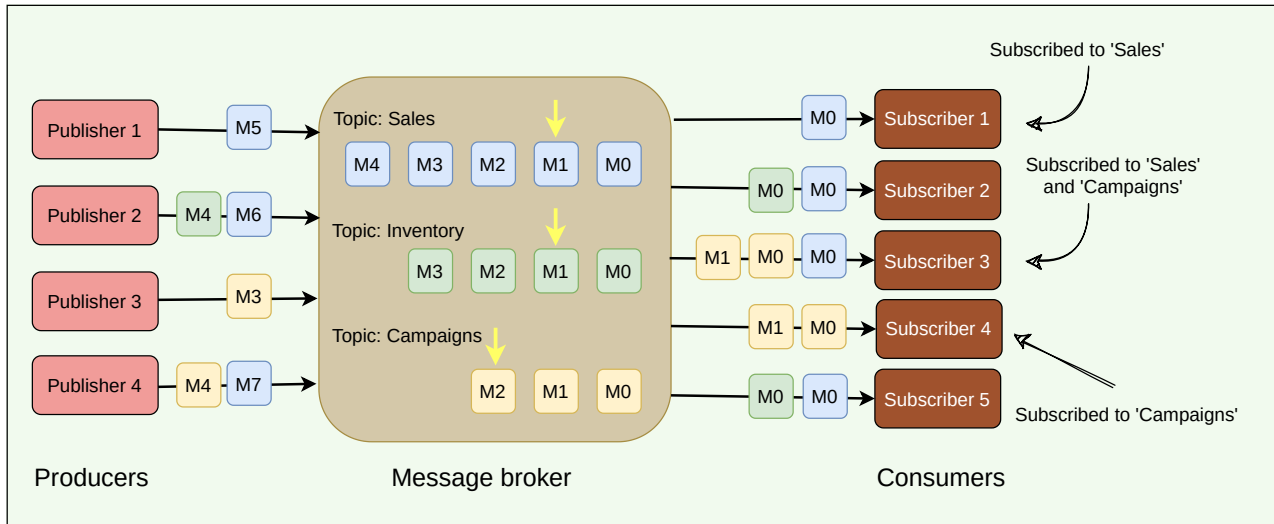 Subscribed to 'Sales'
Publisher 1
M5
Topic: Sales
M4 M3 M2 M1 M0
M0
Subscriber 1
Publisher 2
M4 M6
M0 M0
Subscriber 2
Subscribed to 'Sales'
and 'Campaigns'
Topic: Inventory
M3 M2 M1 M0
M1 M0 M0
Subscriber 3
Publisher 3
M3
Topic: Campaigns
M2 M1 M0
M1 M0
Subscriber 4
Publisher 4
M4 M7
M0 M0
Subscriber 5
Subscribed to 'Campaigns'
Producers
Message broker
Consumers